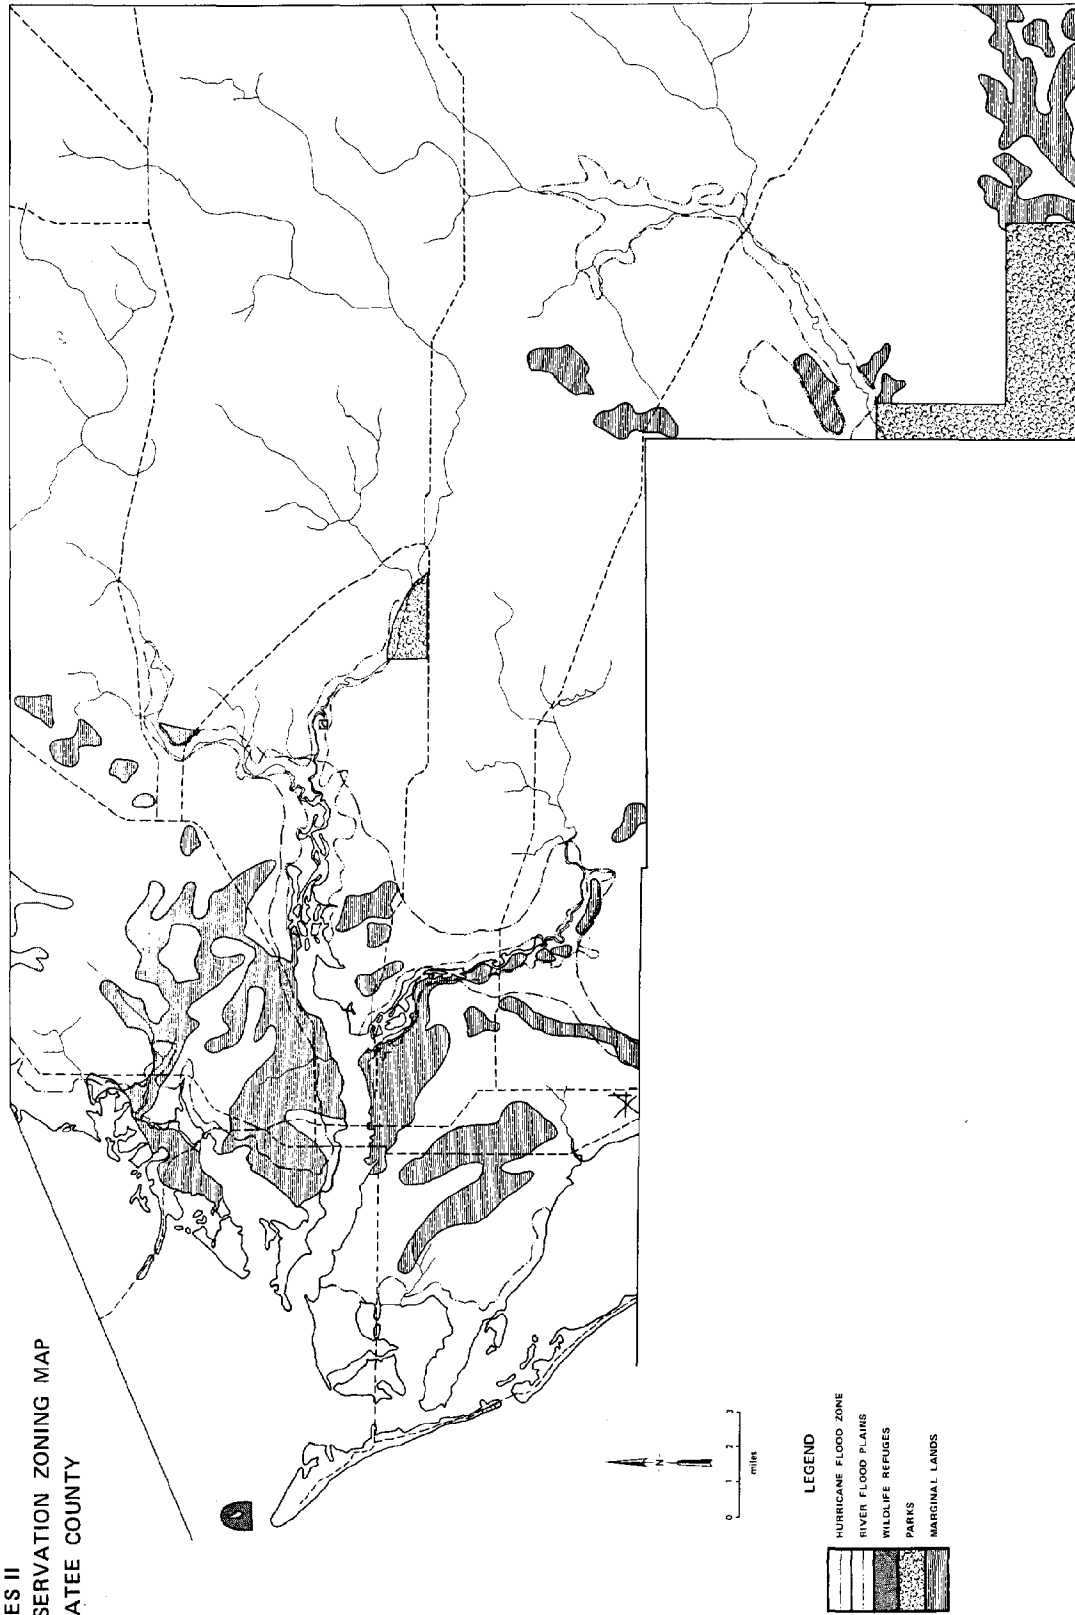 ES II
SERVATION ZONING MAP
ATEE COUNTY
N
0 1 2 3
miles
LEGEND
HURRICANE FLOOD ZONE
RIVER FLOOD PLAINS
WILDLIFE REFUGES
PARKS
MARGINAL LANDS